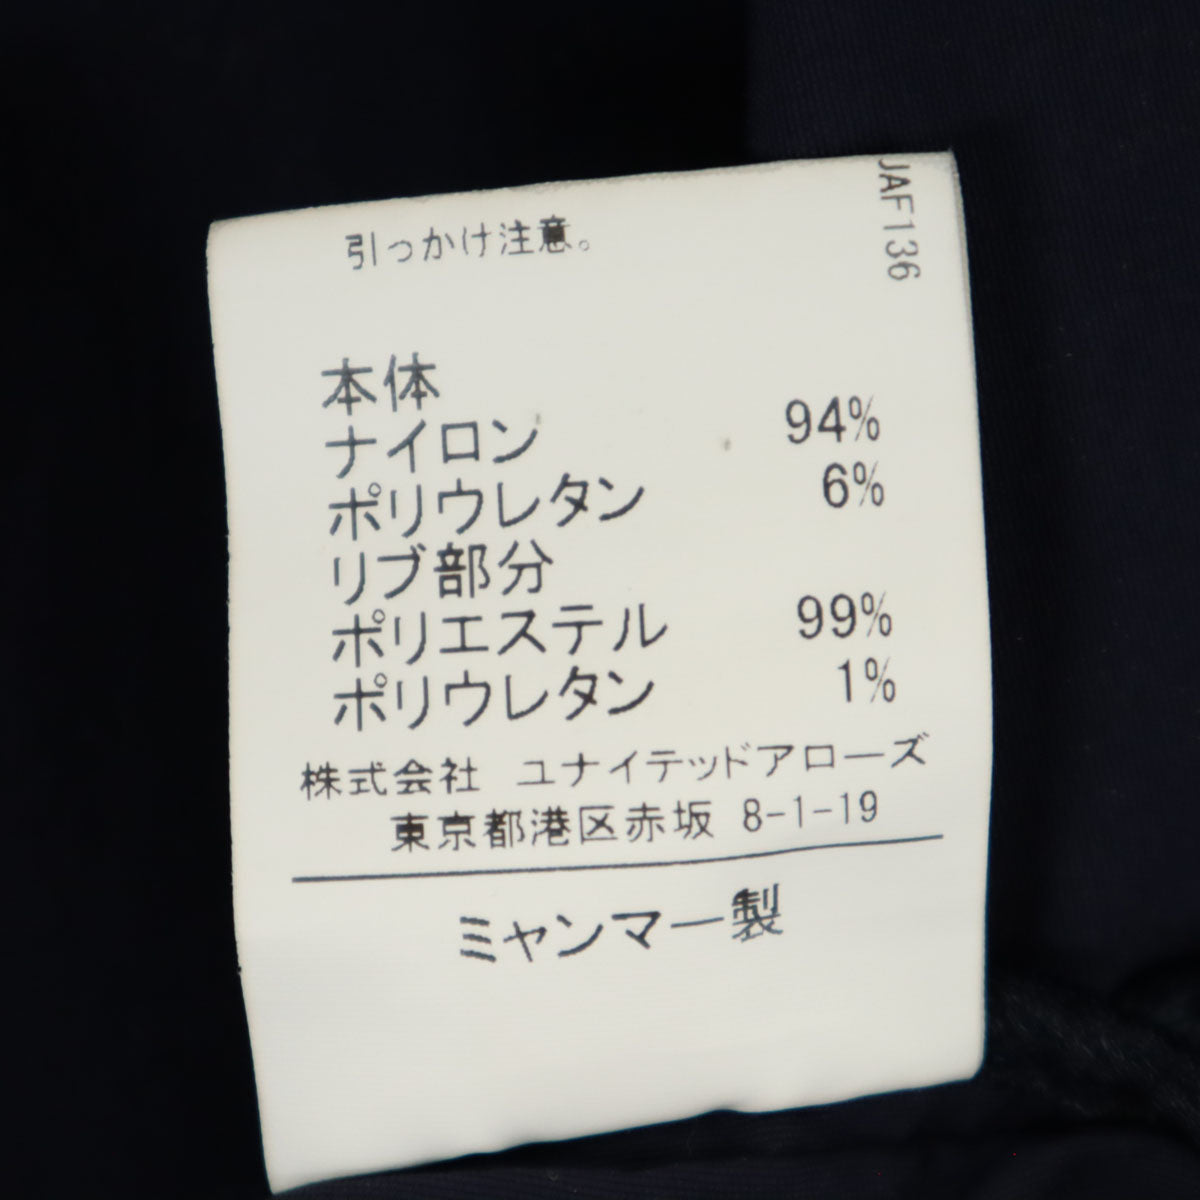 JAF136
引っかけ注意。
本体
ナイロン 94%
ポリウレタン 6%
リブ部分
ポリエステル 99%
ポリウレタン 1%
株式会社 ユナイテッドアローズ
東京都港区赤坂 8-1-19
ミャンマー製